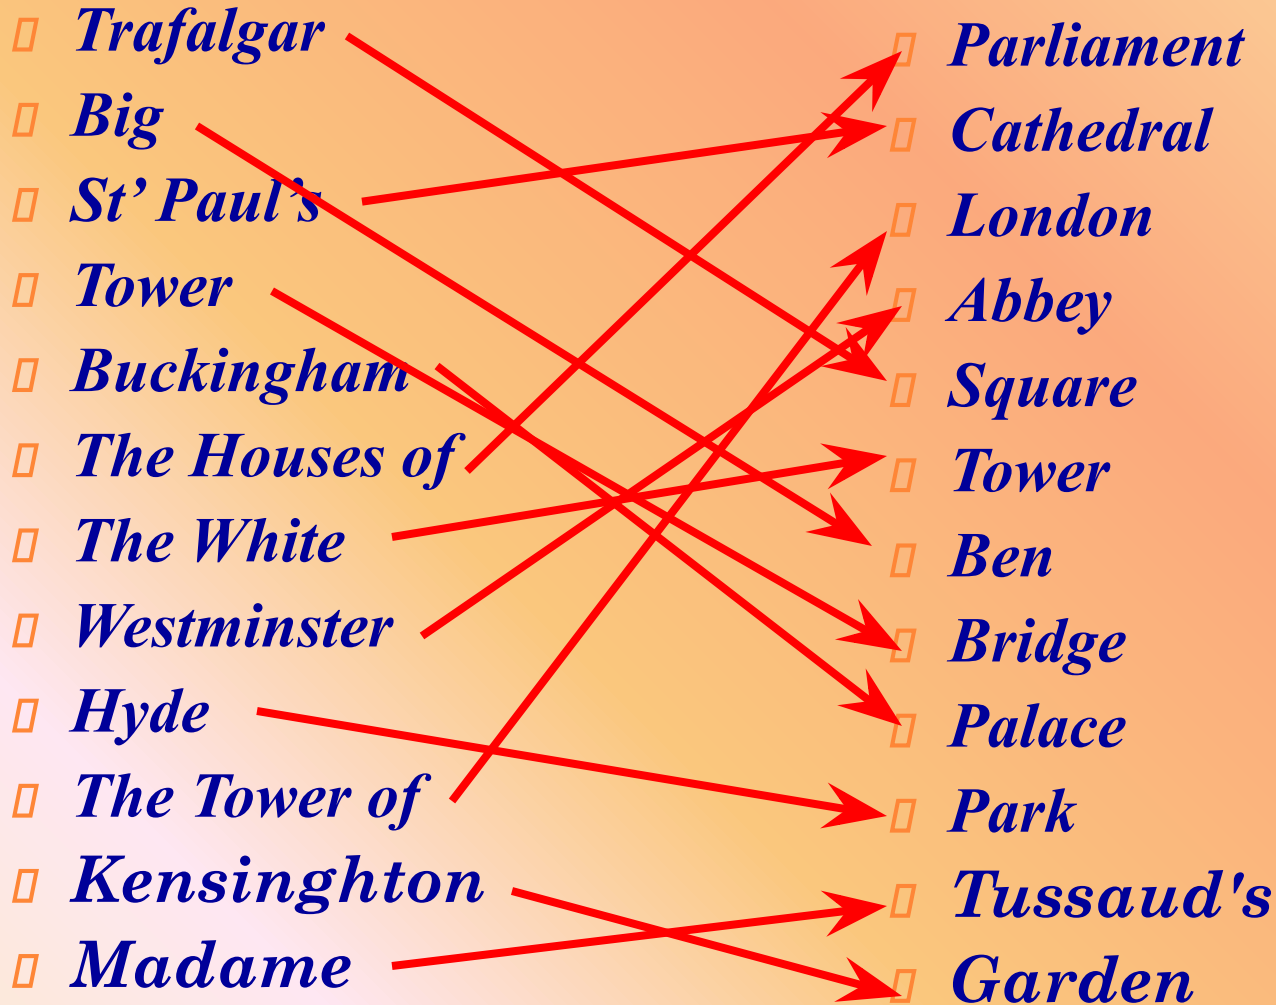 Trafalgar
Big
St’ Paul’s
Tower
Buckingham
The Houses of
The White
Westminster
Hyde
The Tower of
Kensinghton
Madame
Parliament
Cathedral
London
Abbey
Square
Tower
Ben
Bridge
Palace
Park
Tussaud's
Garden